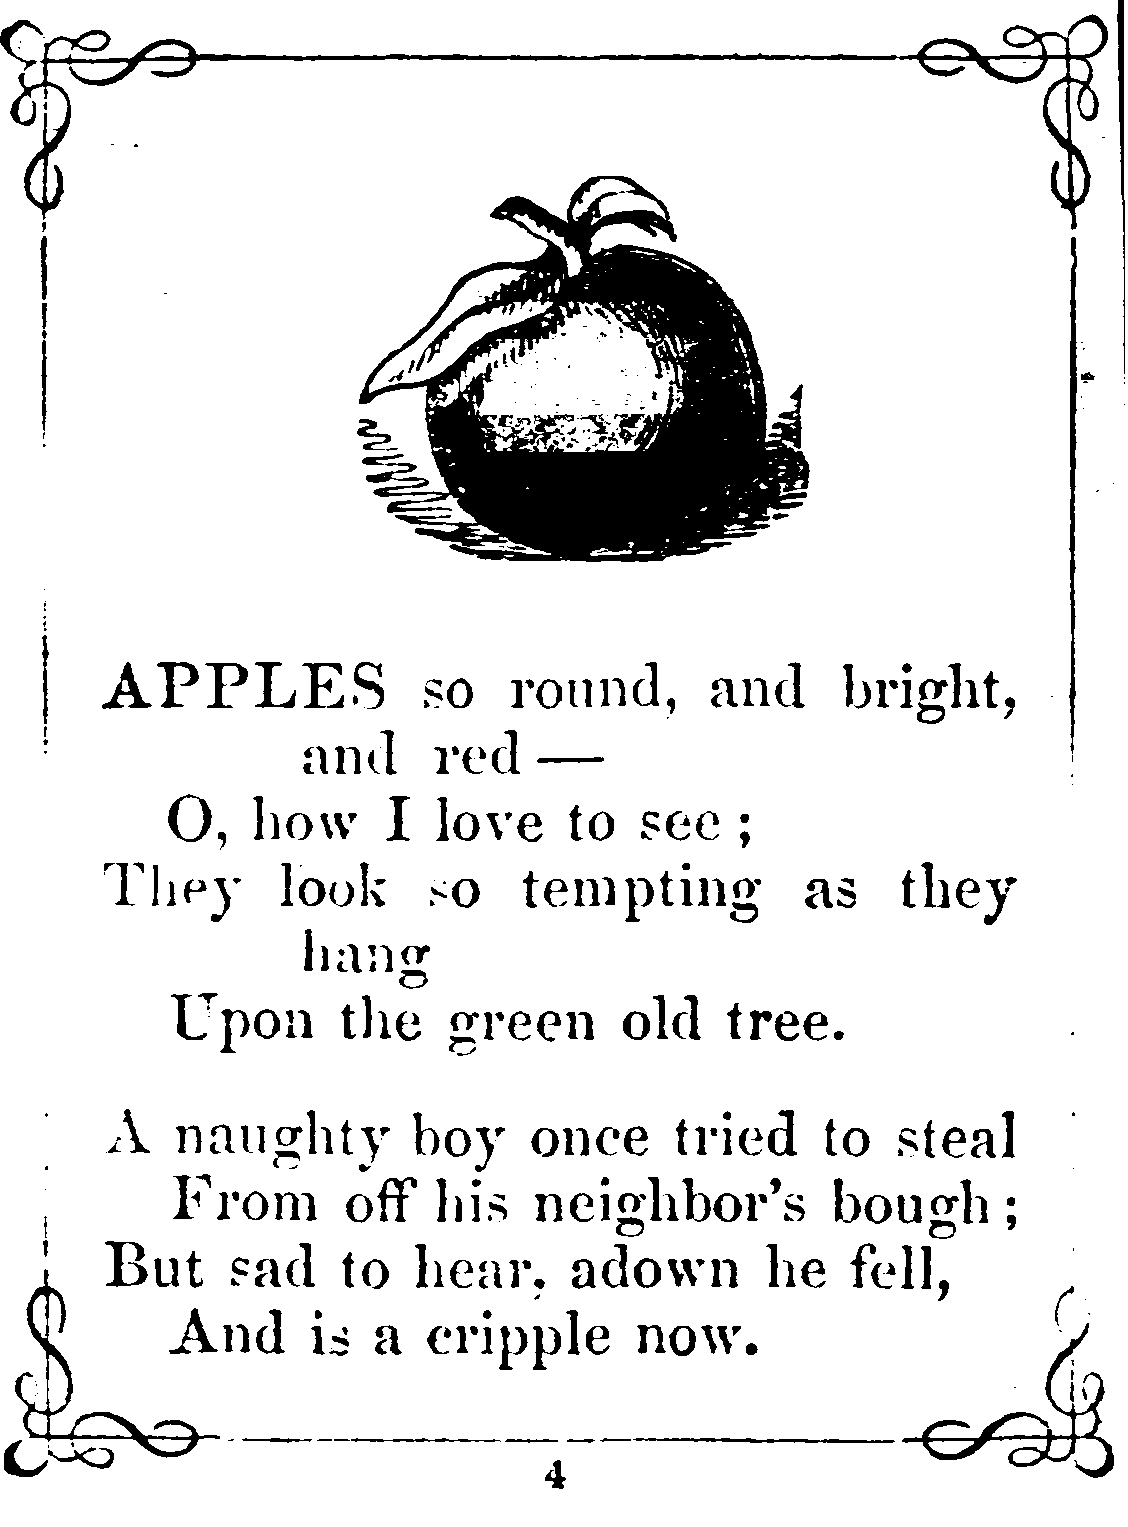 APPLES so round, and bright,
and red —
O, how I love to see ;
They look so tempting as they
hang
Upon the green old tree.
A naughty boy once tried to steal
From off his neighbor's bough ;
But sad to hear, adown he fell,
And is a cripple now.
4